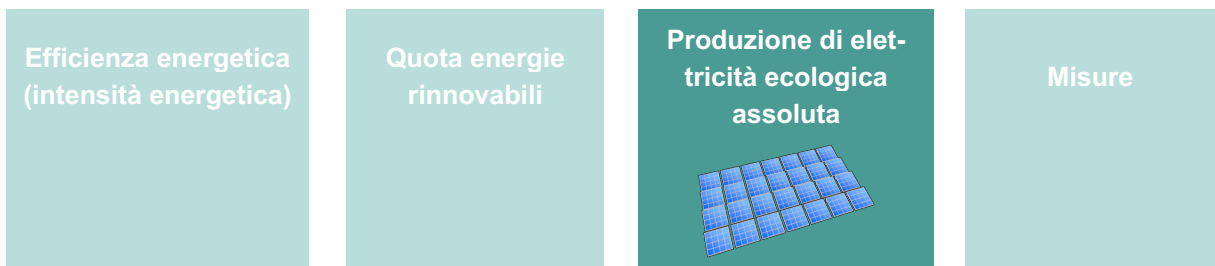 Efficienza energetica
(intensità energetica)
Quota energie
rinnovabili
Produzione di elet-
tricità ecologica
assoluta
Misure